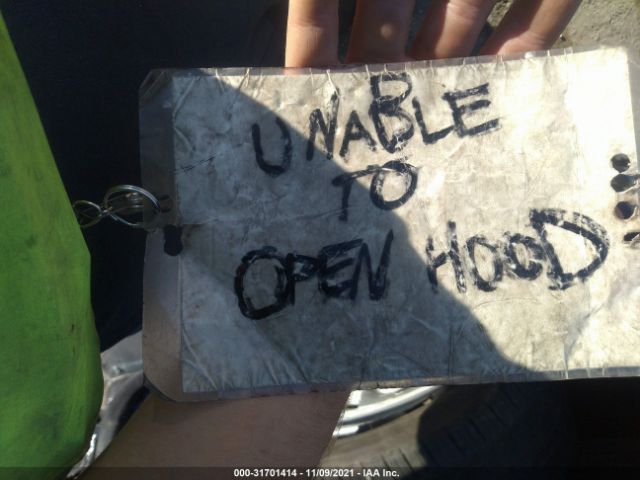 UNABLE
TO
OPEN HOOD
000-31701414 - 11/09/2021 - IAA Inc.